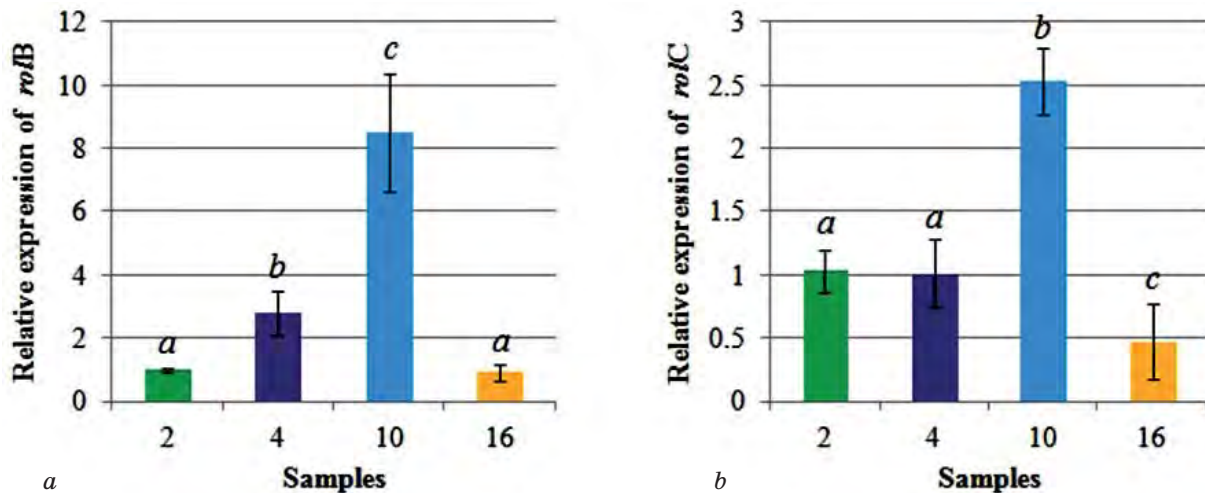 Relative expression of rolB
12
10
8
6
4
2
0
a
b
c
a
2 4 10 16
Samples
a
Relative expression of rolC
3
2.5
2
1.5
1
0.5
0
a
a
b
c
2 4 10 16
Samples
b